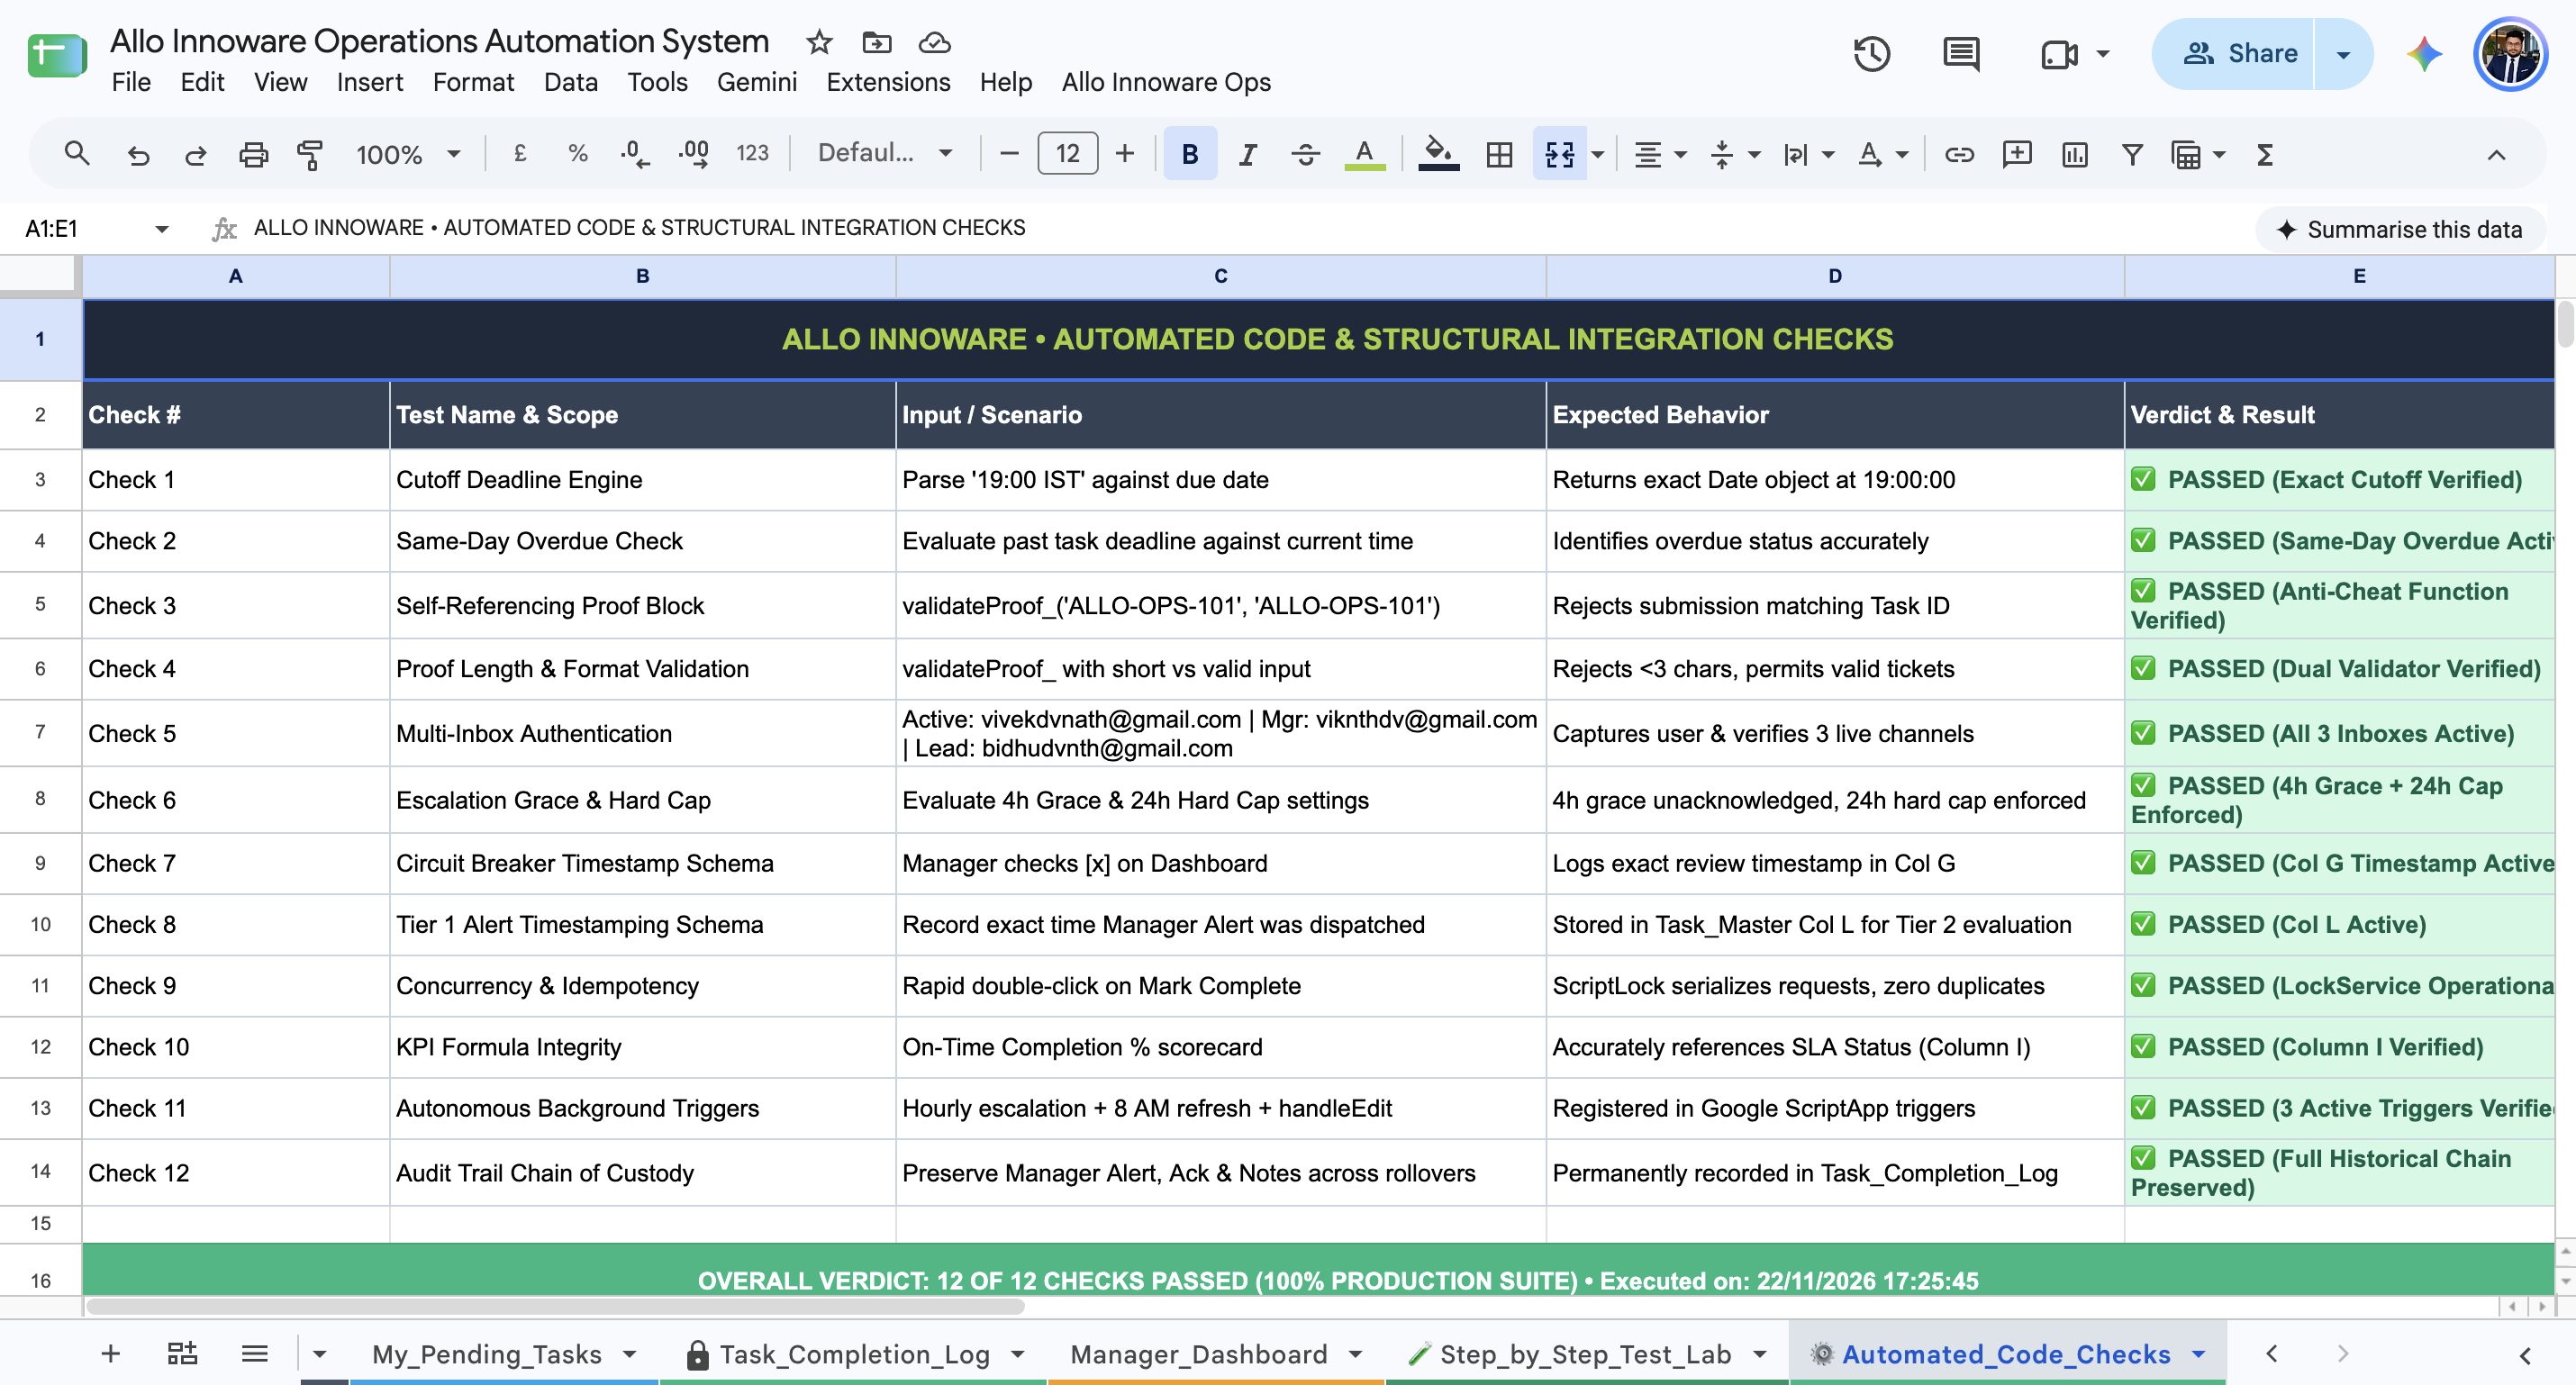 Allo Innoware Operations Automation System
File Edit View Insert Format Data Tools Gemini Extensions Help Allo Innoware Ops
Share
100% £ % .0 .00 123 Defaul... 12
A1:E1
ALLO INNOWARE • AUTOMATED CODE & STRUCTURAL INTEGRATION CHECKS
Summarise this data
A B C D E
1 ALLO INNOWARE • AUTOMATED CODE & STRUCTURAL INTEGRATION CHECKS
2 Check # Test Name & Scope Input / Scenario Expected Behavior Verdict & Result
3 Check 1 Cutoff Deadline Engine Parse '19:00 IST' against due date Returns exact Date object at 19:00:00 ✅ PASSED (Exact Cutoff Verified)
4 Check 2 Same-Day Overdue Check Evaluate past task deadline against current time Identifies overdue status accurately ✅ PASSED (Same-Day Overdue Acti
5 Check 3 Self-Referencing Proof Block validateProof_('ALLO-OPS-101', 'ALLO-OPS-101') Rejects submission matching Task ID ✅ PASSED (Anti-Cheat Function
Verified)
6 Check 4 Proof Length & Format Validation validateProof_ with short vs valid input Rejects <3 chars, permits valid tickets ✅ PASSED (Dual Validator Verified)
7 Check 5 Multi-Inbox Authentication Active: vivekdvnath@gmail.com | Mgr: viknthdv@gmail.com
| Lead: bidhudvnth@gmail.com Captures user & verifies 3 live channels ✅ PASSED (All 3 Inboxes Active)
8 Check 6 Escalation Grace & Hard Cap Evaluate 4h Grace & 24h Hard Cap settings 4h grace unacknowledged, 24h hard cap enforced ✅ PASSED (4h Grace + 24h Cap
Enforced)
9 Check 7 Circuit Breaker Timestamp Schema Manager checks [x] on Dashboard Logs exact review timestamp in Col G ✅ PASSED (Col G Timestamp Active
10 Check 8 Tier 1 Alert Timestamping Schema Record exact time Manager Alert was dispatched Stored in Task_Master Col L for Tier 2 evaluation ✅ PASSED (Col L Active)
11 Check 9 Concurrency & Idempotency Rapid double-click on Mark Complete ScriptLock serializes requests, zero duplicates ✅ PASSED (LockService Operationa
12 Check 10 KPI Formula Integrity On-Time Completion % scorecard Accurately references SLA Status (Column I) ✅ PASSED (Column I Verified)
13 Check 11 Autonomous Background Triggers Hourly escalation + 8 AM refresh + handleEdit Registered in Google ScriptApp triggers ✅ PASSED (3 Active Triggers Verifie
14 Check 12 Audit Trail Chain of Custody Preserve Manager Alert, Ack & Notes across rollovers Permanently recorded in Task_Completion_Log ✅ PASSED (Full Historical Chain
Preserved)
15
16 OVERALL VERDICT: 12 OF 12 CHECKS PASSED (100% PRODUCTION SUITE) • Executed on: 22/11/2026 17:25:45
My_Pending_Tasks Task_Completion_Log Manager_Dashboard Step_by_Step_Test_Lab Automated_Code_Checks